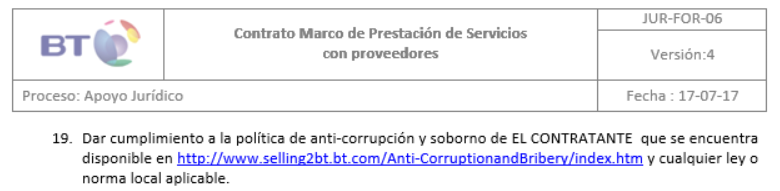 BT
Contrato Marco de Prestación de Servicios
con proveedores
JUR-FOR-06
Versión:4
Proceso: Apoyo Jurídico
Fecha : 17-07-17
19. Dar cumplimiento a la política de anti-corrupción y soborno de EL CONTRATANTE que se encuentra
disponible en http://www.selling2bt.bt.com/Anti-CorruptionandBribery/index.htm y cualquier ley o
norma local aplicable.